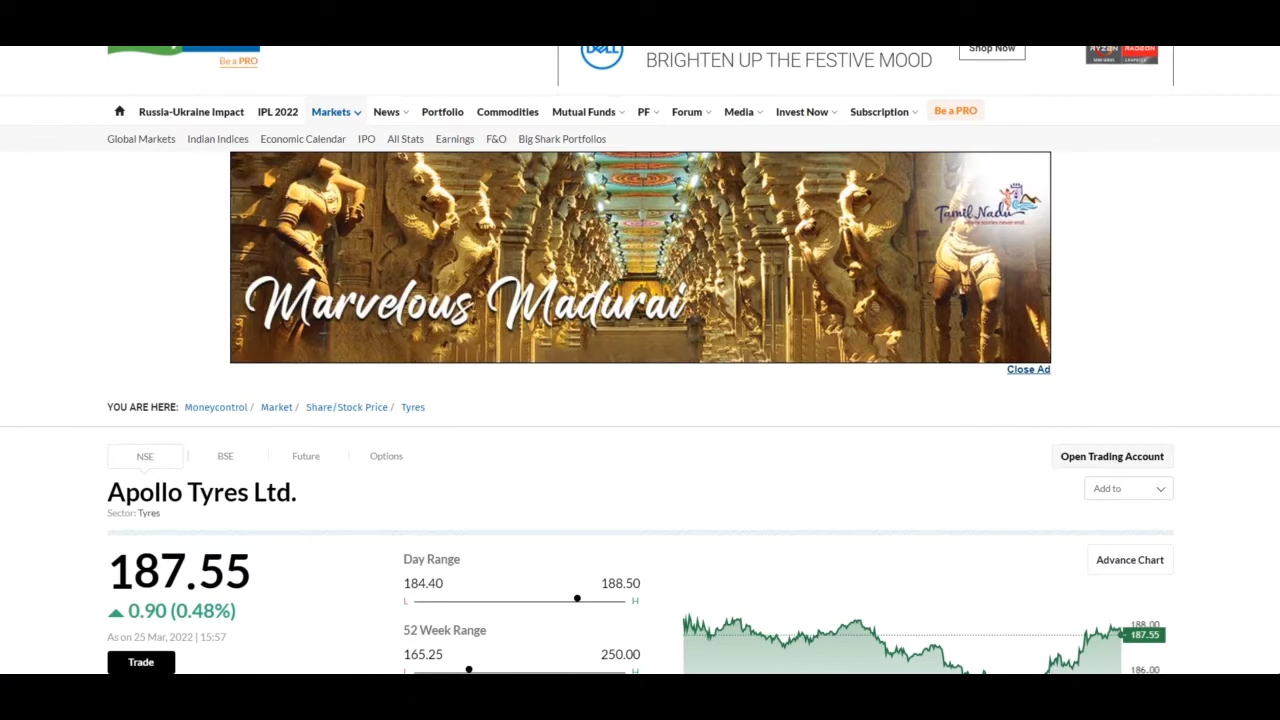 Be a PRO
DELL
BRIGHTEN UP THE FESTIVE MOOD
Shop Now
RYZEN RADEON
Russia-Ukraine Impact IPL 2022 Markets News Portfolio Commodities Mutual Funds PF Forum Media Invest Now Subscription Be a PRO
Global Markets Indian Indices Economic Calendar IPO All Stats Earnings F&O Big Shark Portfolios
Tamil Nadu
Marvelous Madurai
Close Ad
YOU ARE HERE: Moneycontrol / Market / Share/Stock Price / Tyres
NSE BSE Future Options
Open Trading Account
Apollo Tyres Ltd.
Add to
Sector: Tyres
187.55
0.90 (0.48%)
As on 25 Mar, 2022 | 15:57
Trade
Day Range
184.40 188.50
L H
52 Week Range
165.25 250.00
L H
Advance Chart
188.00
187.55
186.00